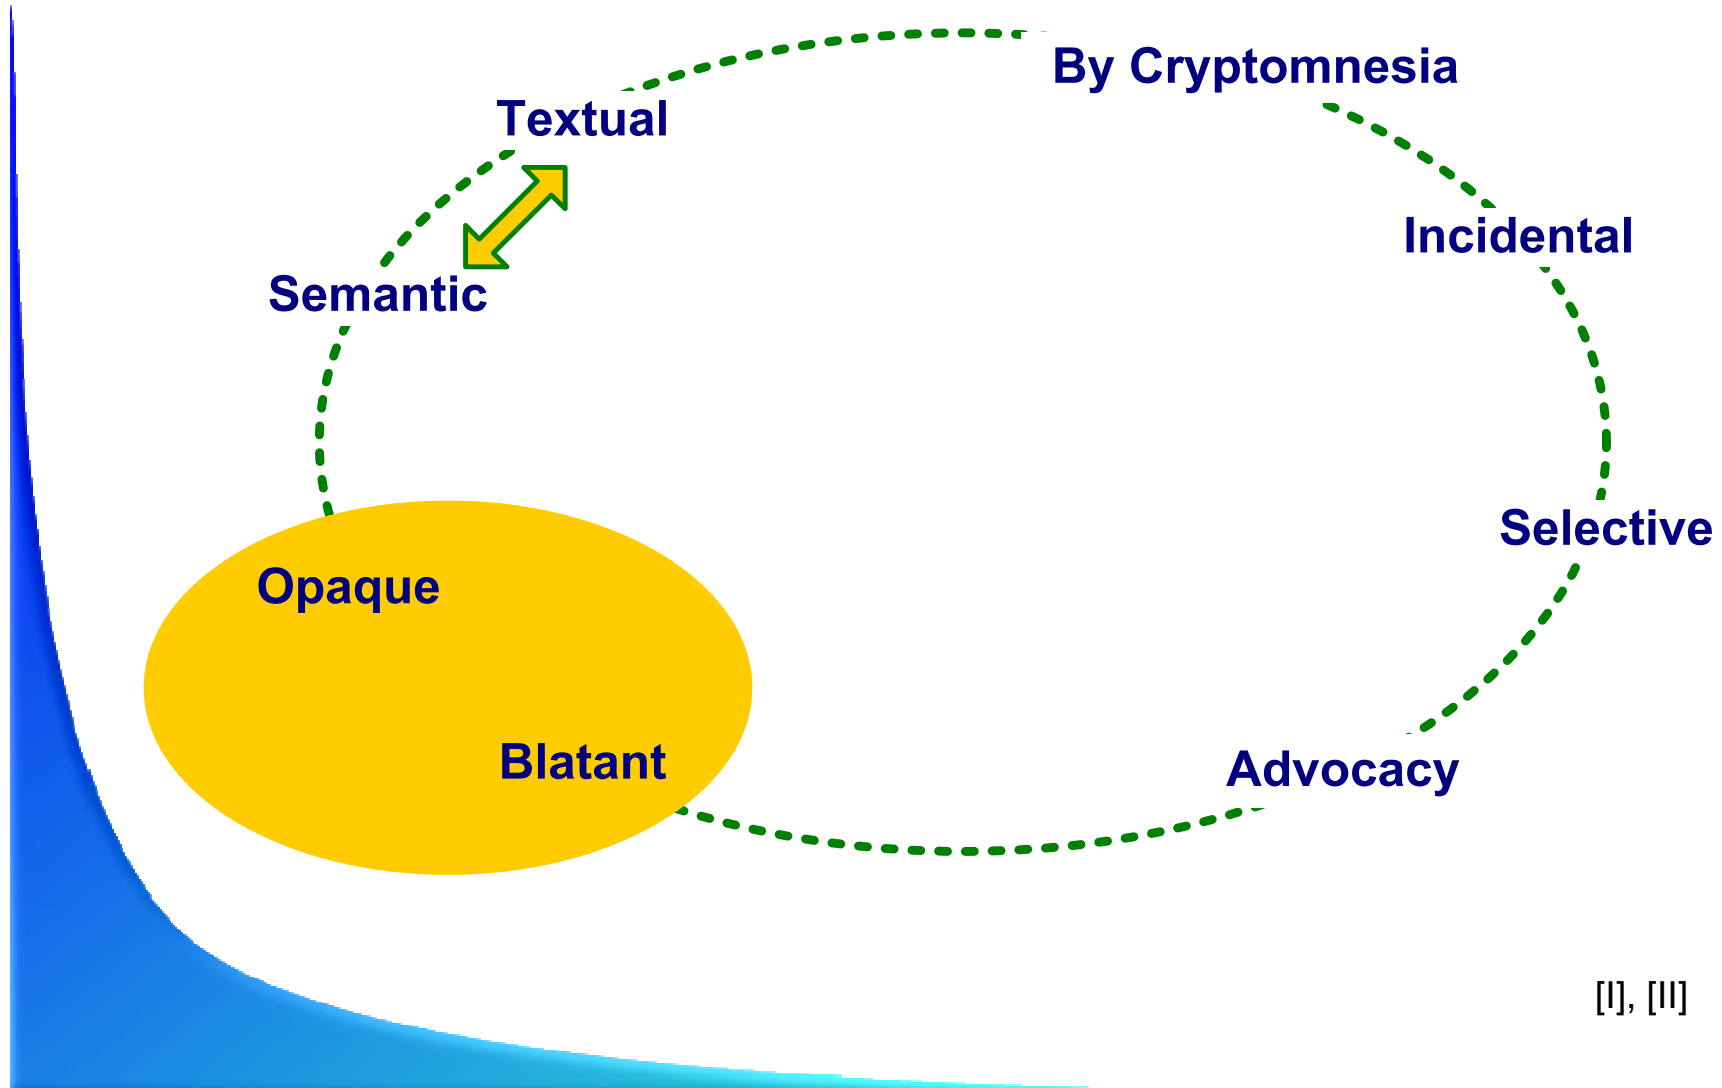 By Cryptomnesia
Textual
Incidental
Semantic
Selective
Opaque
Blatant
Advocacy
[I], [II]